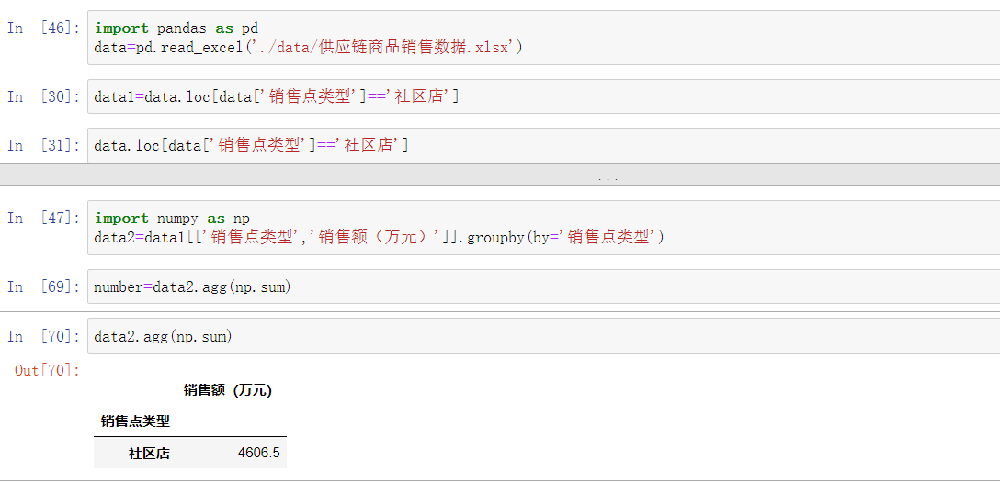 In [46]: import pandas as pd
data=pd.read_excel('./data/供应链商品销售数据.xlsx')
In [30]: data1=data.loc[data['销售点类型']=='社区店']
In [31]: data.loc[data['销售点类型']=='社区店']
...
In [47]: import numpy as np
data2=data1[['销售点类型','销售额（万元）']].groupby(by='销售点类型')
In [69]: number=data2.agg(np.sum)
In [70]: data2.agg(np.sum)
Out[70]:
销售额（万元）
销售点类型
社区店 4606.5